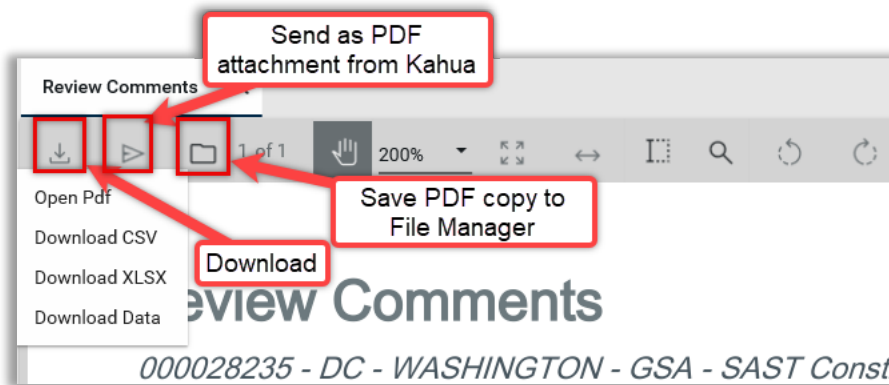 Send as PDF
attachment from Kahua
Review Comments
1 of 1
200%
Open Pdf
Download CSV
Download XLSX
Download Data
Save PDF copy to
File Manager
Download
eview Comments
000028235 - DC - WASHINGTON - GSA - SAST Const